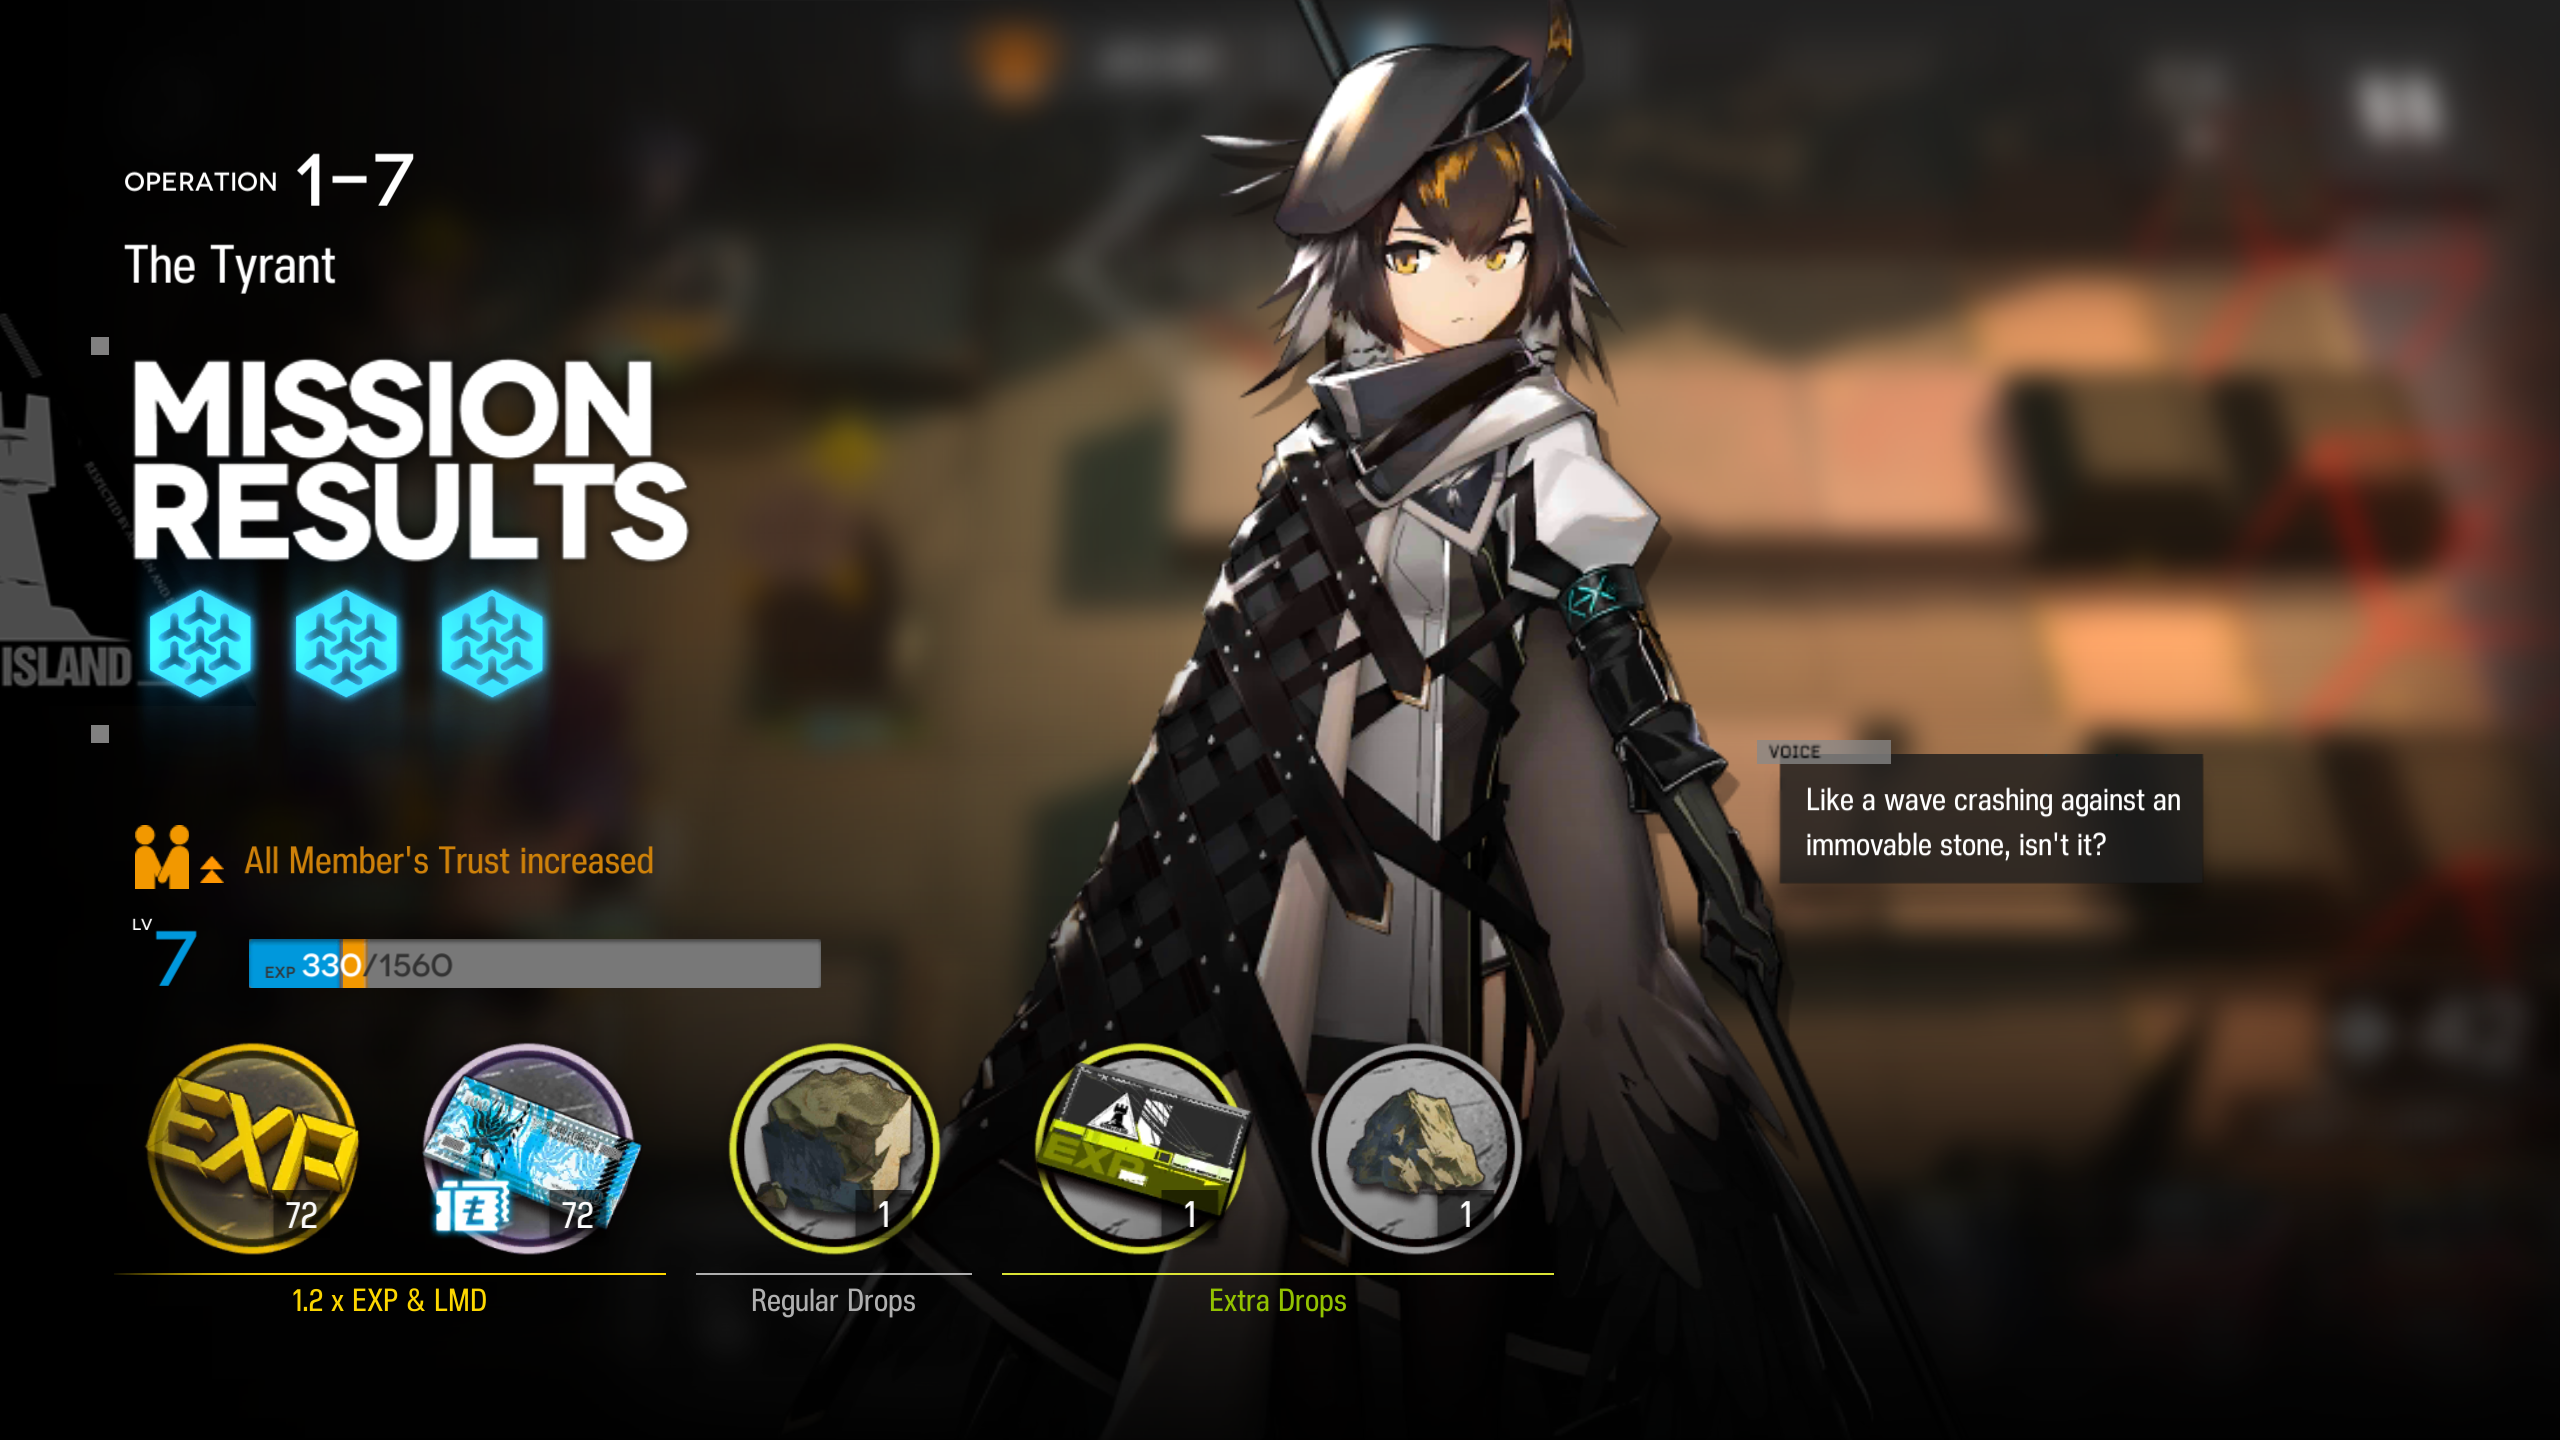 OPERATION 1-7
The Tyrant
MISSION
RESULTS
ISLAND
All Member's Trust increased
LV
7
EXP 330/1560
VOICE
Like a wave crashing against an
immovable stone, isn't it?
EXP
72
72
1
EXP
1
1
1.2 x EXP & LMD
Regular Drops
Extra Drops